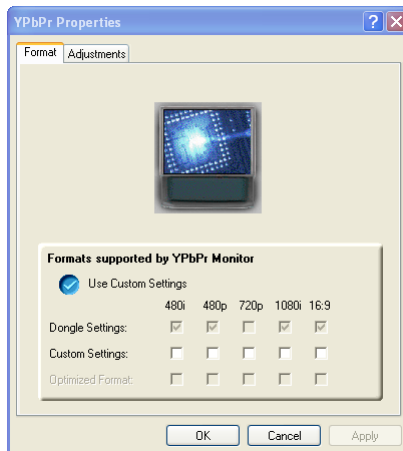 YPbPr Properties
Format Adjustments
Formats supported by YPbPr Monitor
Use Custom Settings
480i 480p 720p 1080i 16:9
Dongle Settings:
Custom Settings:
Optimized Format:
OK Cancel Apply